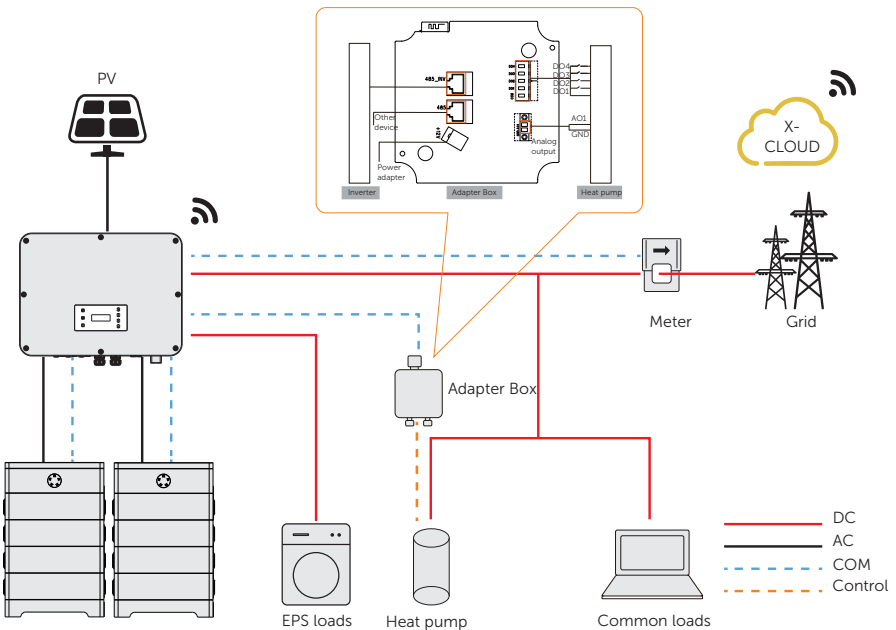 PV
485_INV
485
Other
device
AZ1+
Power
adapter
DO4
DO3
DO2
DO1
AO1
GND
Analog
output
Inverter
Adapter Box
Heat pump
X-
CLOUD
Meter
Grid
Adapter Box
EPS loads
Heat pump
Common loads
DC
AC
COM
Control